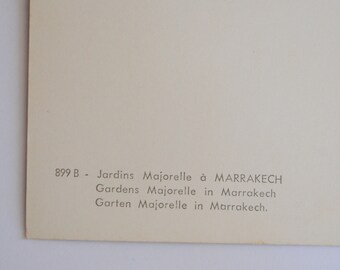 899 B - Jardins Majorelle à MARRAKECH
Gardens Majorelle in Marrakech
Garten Majorelle in Marrakech.